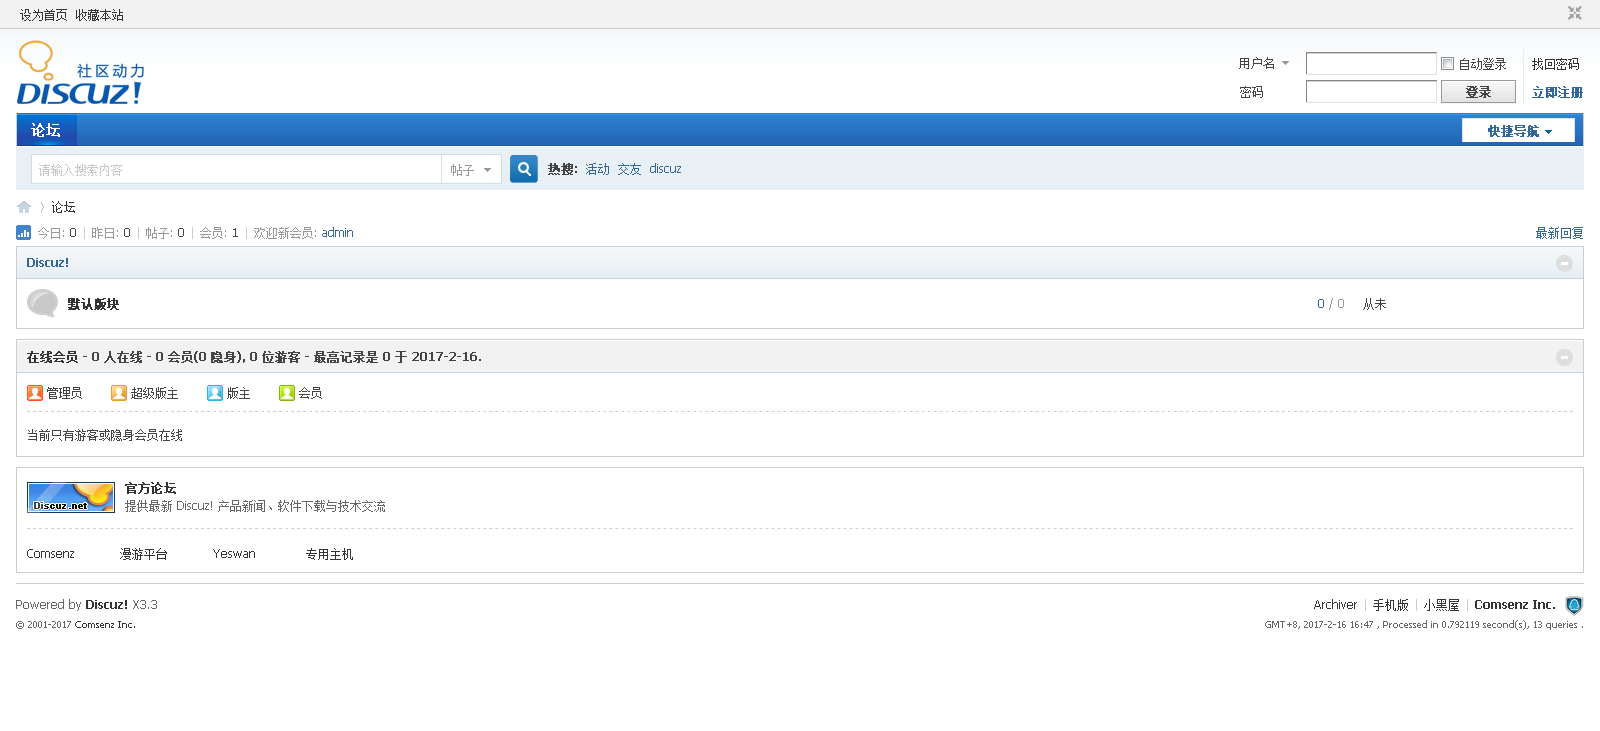 设为首页 收藏本站
社区动力
DISCUZ!
用户名 自动登录 找回密码
密码 登录 立即注册
论坛 快捷导航
请输入搜索内容 帖子 热搜: 活动 交友 discuz
论坛
今日: 0 | 昨日: 0 | 帖子: 0 | 会员: 1 | 欢迎新会员: admin 最新回复
Discuz!
默认版块 0 / 0 从未
在线会员 - 0 人在线 - 0 会员(0 隐身), 0 位游客 - 最高记录是 0 于 2017-2-16.
管理员 超级版主 版主 会员
当前只有游客或隐身会员在线
Discuz.net 官方论坛
提供最新 Discuz! 产品新闻、软件下载与技术交流
Comsenz 漫游平台 Yeswan 专用主机
Powered by Discuz! X3.3 Archiver | 手机版 | 小黑屋 | Comsenz Inc.
© 2001-2017 Comsenz Inc. GMT+8, 2017-2-16 16:47 , Processed in 0.792119 second(s), 13 queries .